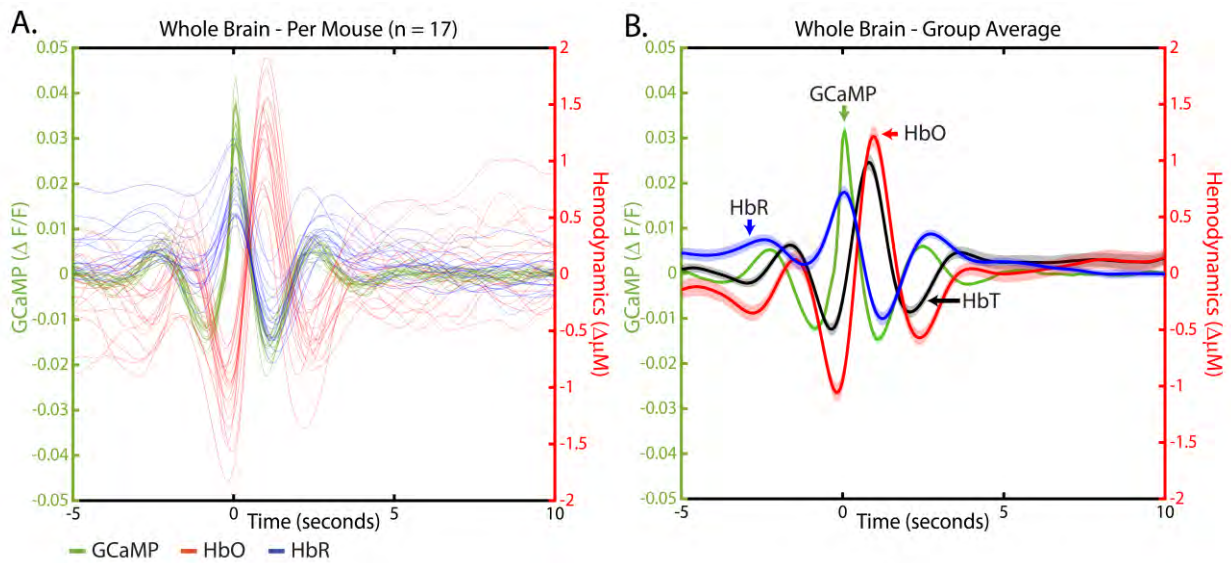 A.
Whole Brain - Per Mouse (n = 17)
0.05
0.04
0.03
0.02
0.01
0
-0.01
-0.02
-0.03
-0.04
-0.05
GCaMP (Δ F/F)
2
1.5
1
0.5
0
-0.5
-1
-1.5
-2
Hemodynamics (ΔμM)
-5
0
5
10
Time (seconds)
GCaMP
HbO
HbR
B.
Whole Brain - Group Average
0.05
0.04
0.03
0.02
0.01
0
-0.01
-0.02
-0.03
-0.04
-0.05
GCaMP (Δ F/F)
GCaMP
HbO
HbR
HbT
2
1.5
1
0.5
0
-0.5
-1
-1.5
-2
Hemodynamics (ΔμM)
-5
0
5
10
Time (seconds)